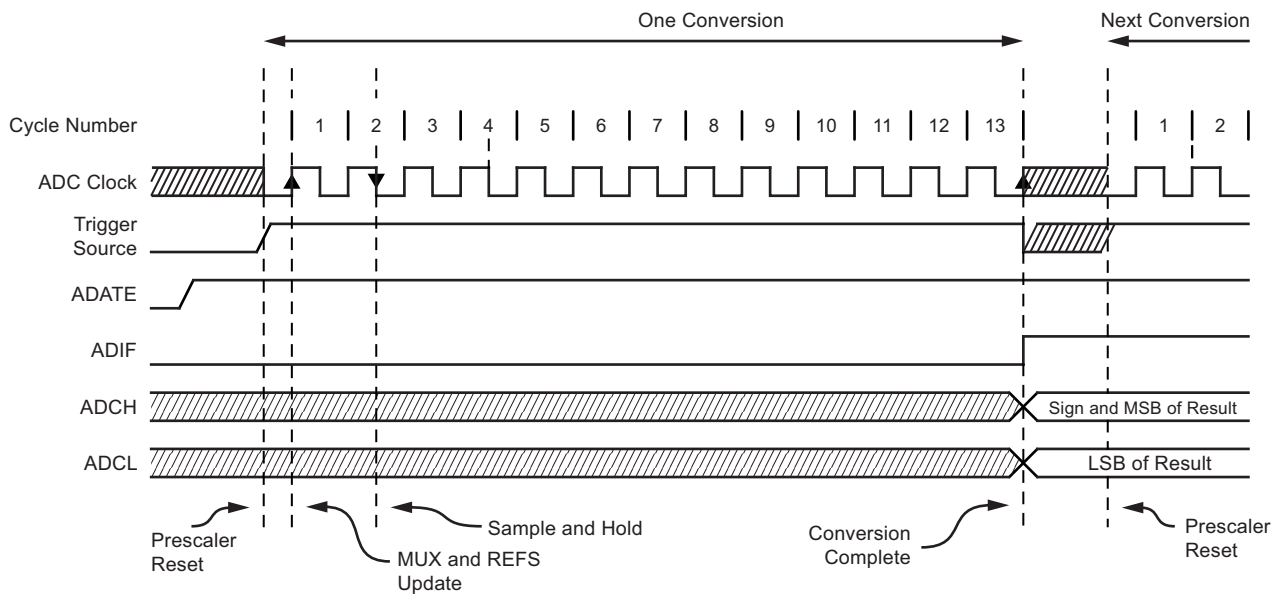 One Conversion
Next Conversion
Cycle Number
1 2 3 4 5 6 7 8 9 10 11 12 13 1 2
ADC Clock
Trigger
Source
ADATE
ADIF
ADCH
Sign and MSB of Result
ADCL
LSB of Result
Prescaler
Reset
MUX and REFS
Update
Sample and Hold
Conversion
Complete
Prescaler
Reset